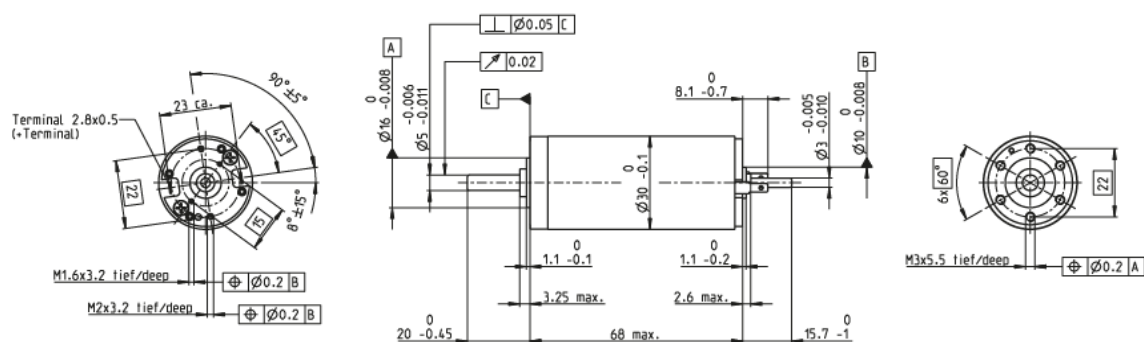 90° ±5°
23 ca.
Terminal 2.8x0.5
(+Terminal)
45°
22
15
8° ±15°
M1.6x3.2 tief/deep
⌖ Ø0.2 B
M2x3.2 tief/deep
⌖ Ø0.2 B
⊥ Ø0.05 C
↗ 0.02
A
C
B
Ø16 0 -0.008
Ø5 -0.006 -0.011
Ø30 0 -0.1
8.1 0 -0.7
Ø3 -0.005 -0.010
Ø10 0 -0.008
1.1 0 -0.1
1.1 0 -0.2
3.25 max.
2.6 max.
20 0 -0.45
68 max.
15.7 0 -1
6x60°
22
M3x5.5 tief/deep
⌖ Ø0.2 A